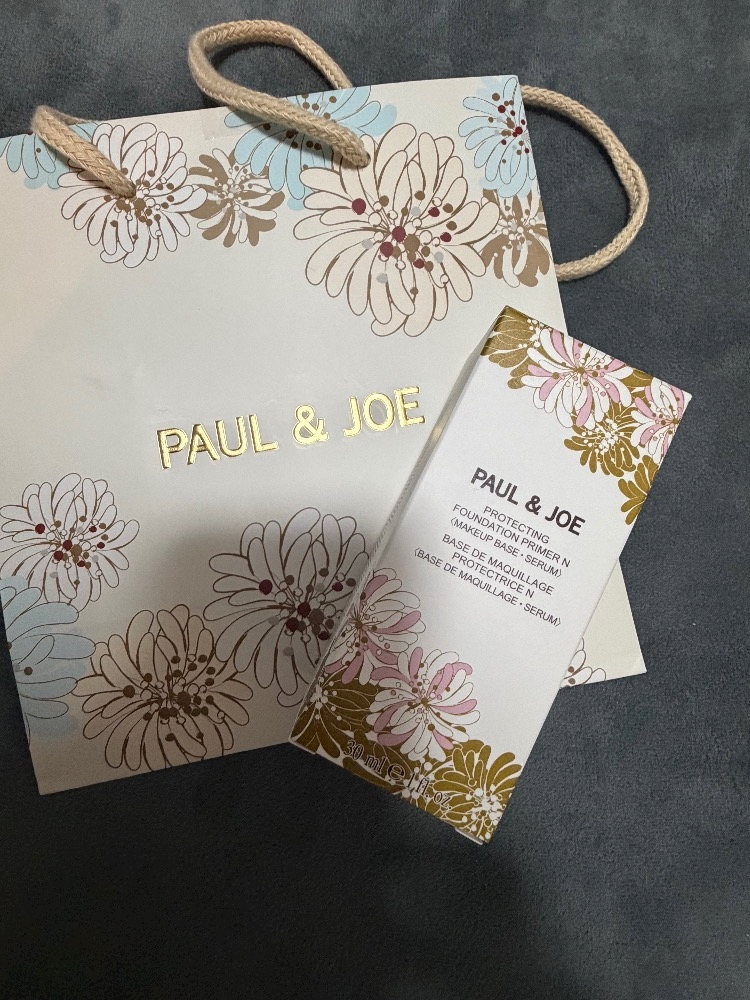 PAUL & JOE
PAUL & JOE
PROTECTING
FOUNDATION PRIMER N
〈MAKEUP BASE・SERUM〉
BASE DE MAQUILLAGE
PROTECTRICE N
〈BASE DE MAQUILLAGE・SERUM〉
30 ml ℮ 1 fl. oz.